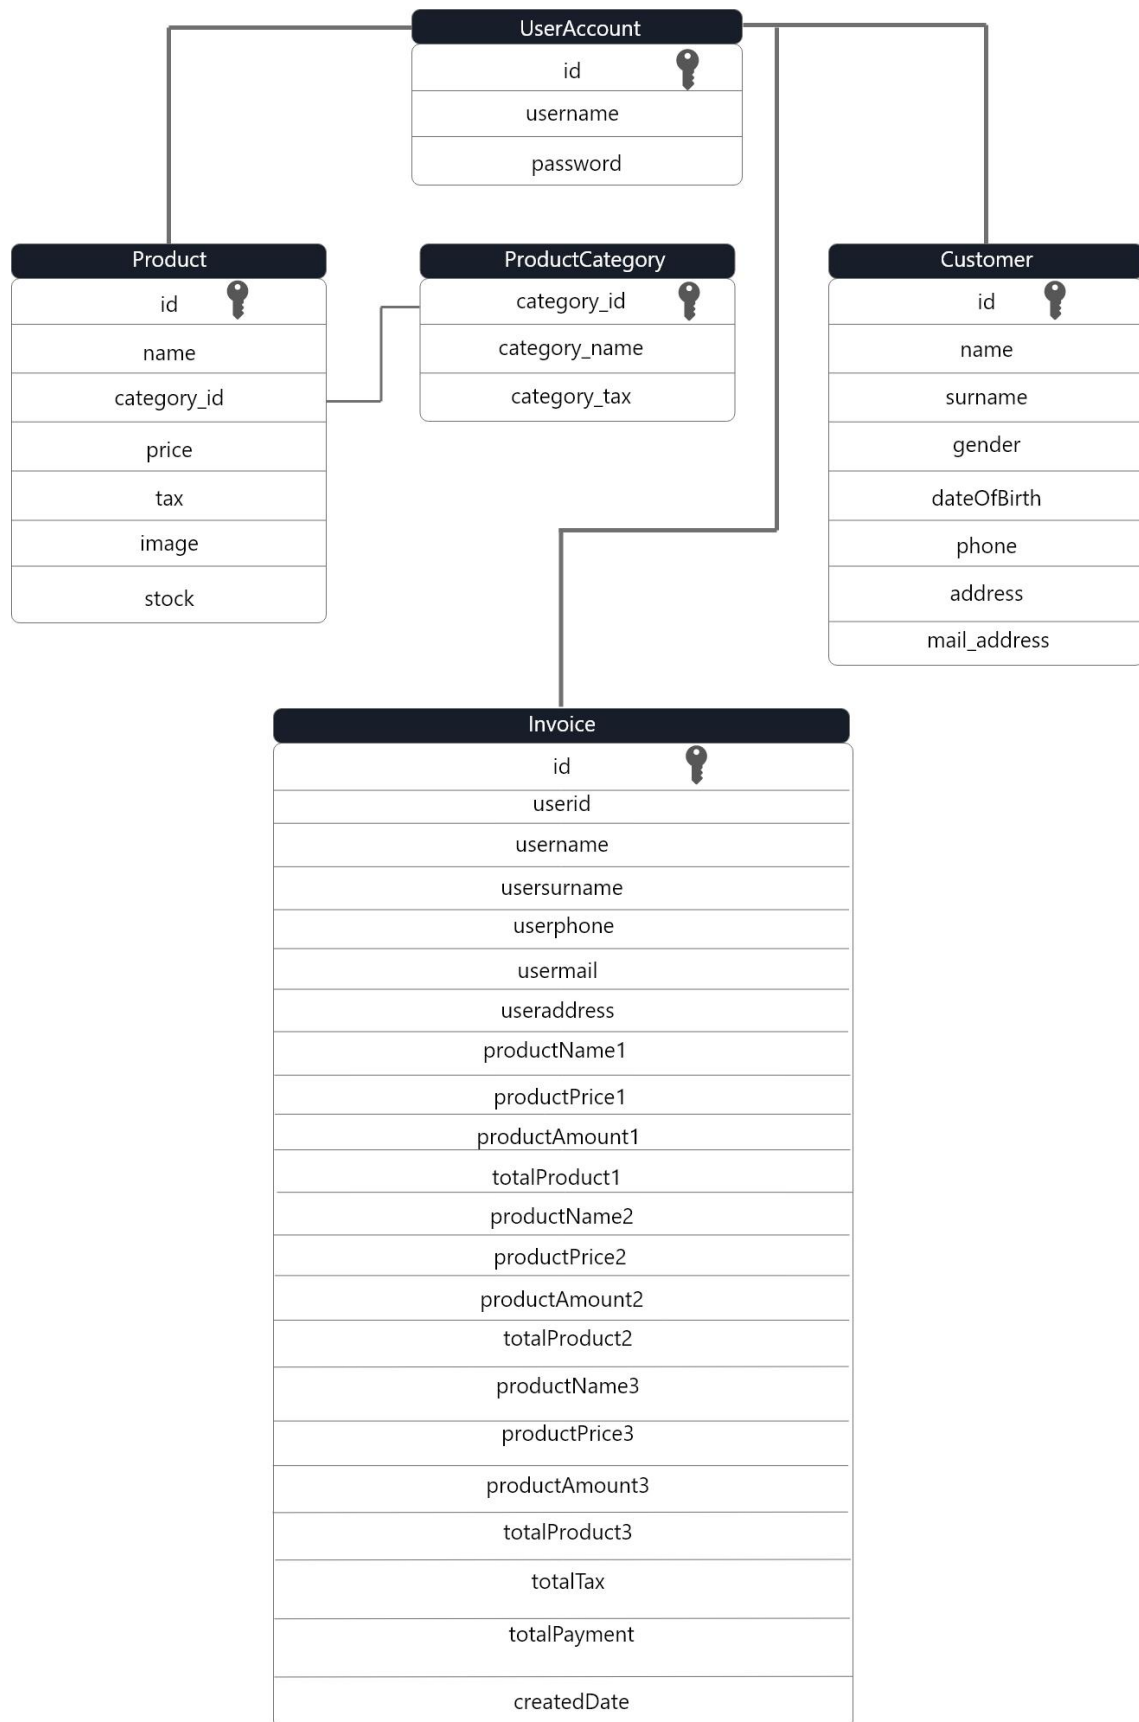 UserAccount
id
username
password
Product
id
name
category_id
price
tax
image
stock
ProductCategory
category_id
category_name
category_tax
Customer
id
name
surname
gender
dateOfBirth
phone
address
mail_address
Invoice
id
userid
username
usersurname
userphone
usermail
useraddress
productName1
productPrice1
productAmount1
totalProduct1
productName2
productPrice2
productAmount2
totalProduct2
productName3
productPrice3
productAmount3
totalProduct3
totalTax
totalPayment
createdDate